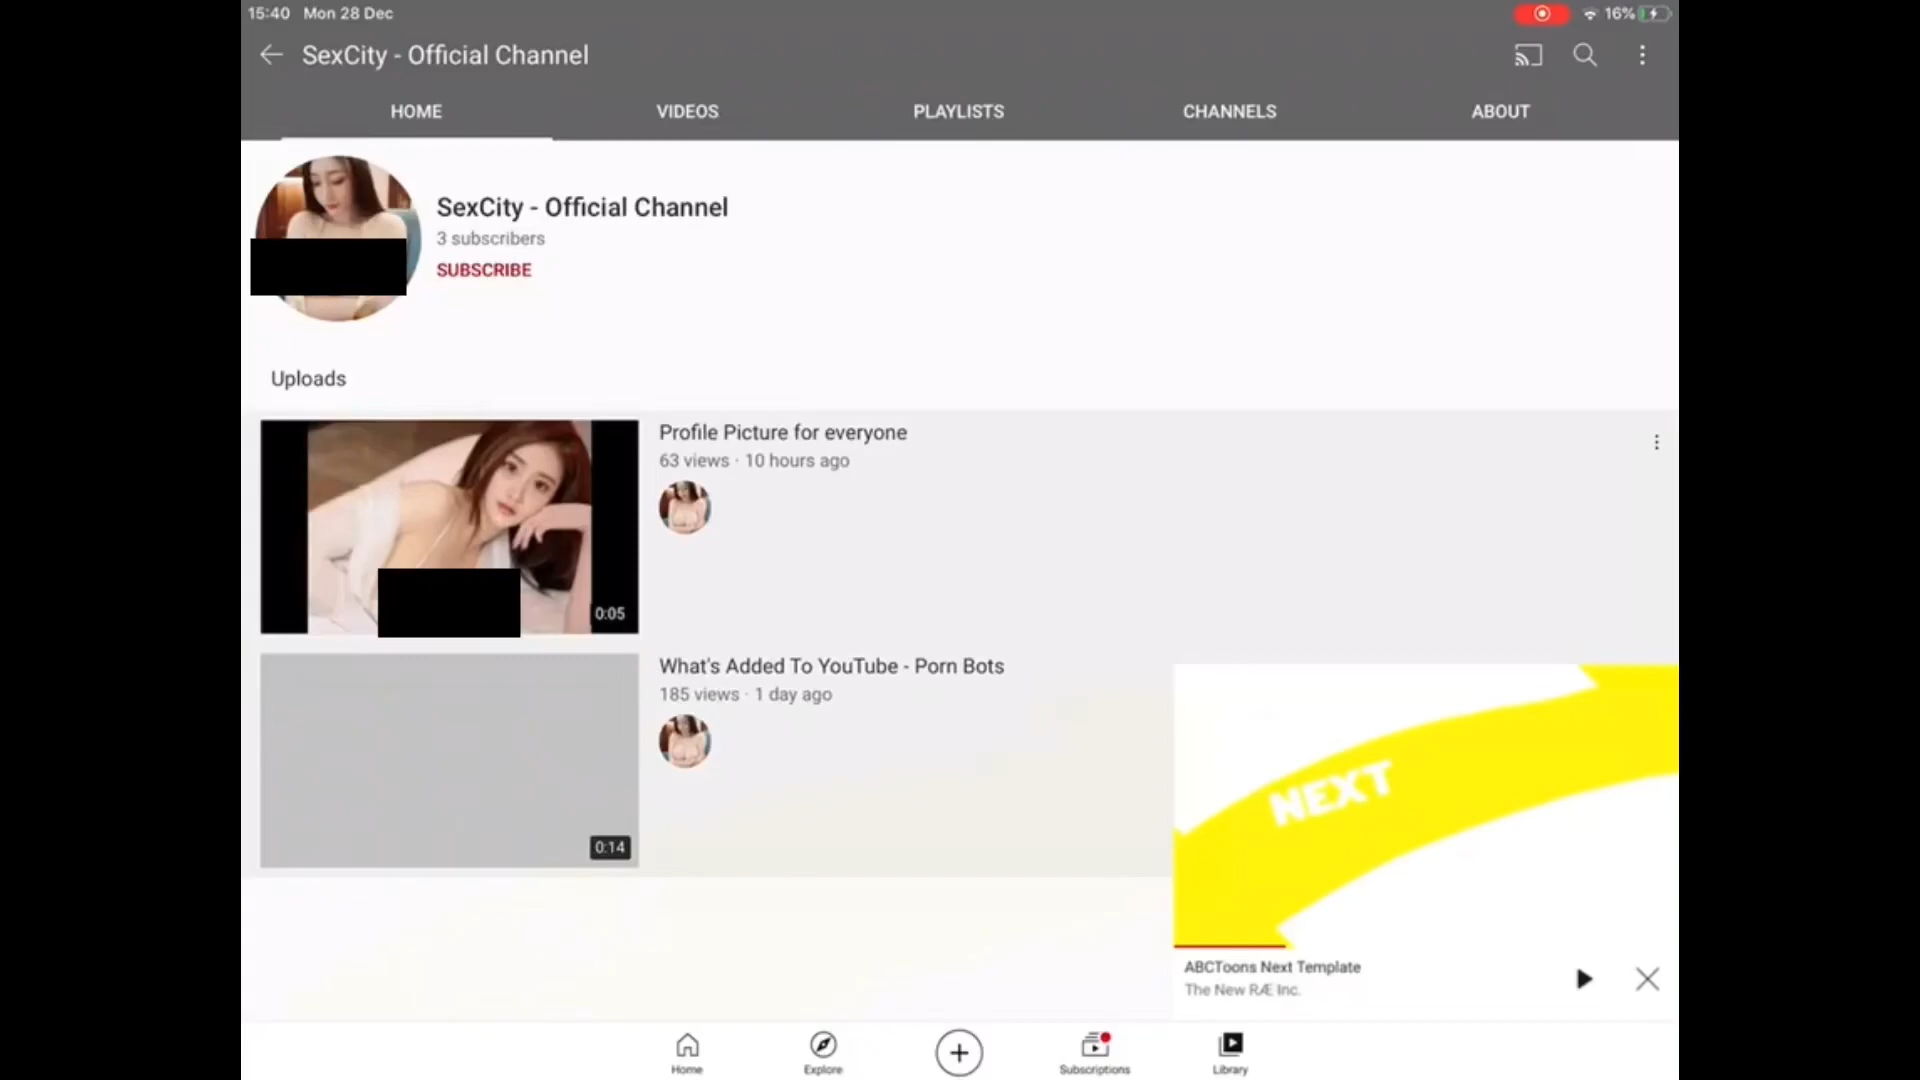 15:40 Mon 28 Dec
16%
SexCity - Official Channel
HOME
VIDEOS
PLAYLISTS
CHANNELS
ABOUT
SexCity - Official Channel
3 subscribers
SUBSCRIBE
Uploads
Profile Picture for everyone
63 views · 10 hours ago
0:05
What's Added To YouTube - Porn Bots
185 views · 1 day ago
0:14
NEXT
ABCToons Next Template
The New RÆ Inc.
Home
Explore
Subscriptions
Library